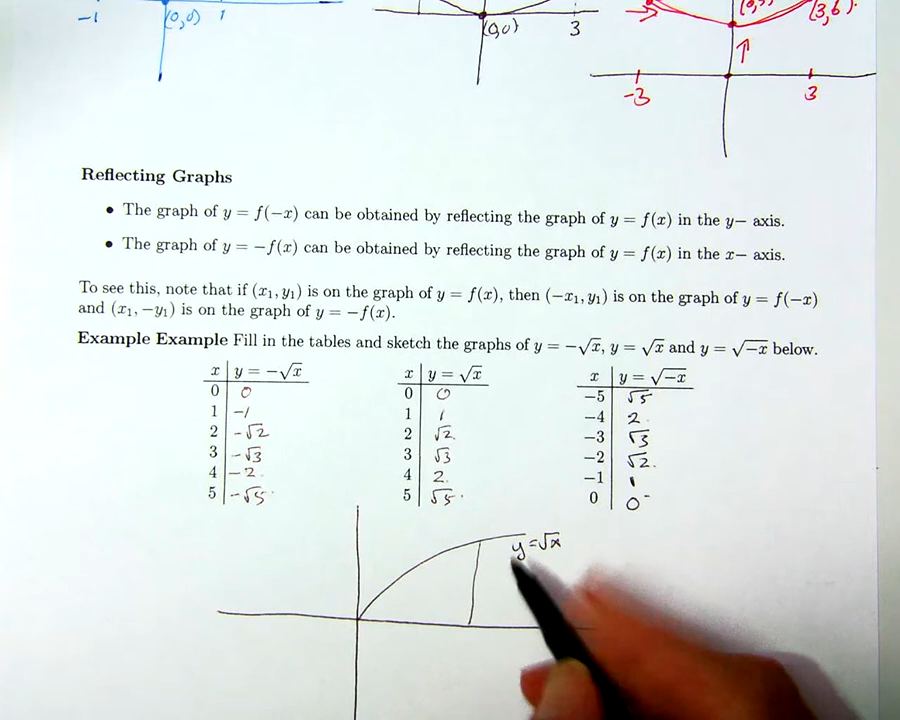 -1 (0,0) 1
(0,0) 3
(3,6).
-3 3
Reflecting Graphs
• The graph of y = f(−x) can be obtained by reflecting the graph of y = f(x) in the y− axis.
• The graph of y = −f(x) can be obtained by reflecting the graph of y = f(x) in the x− axis.
To see this, note that if (x₁, y₁) is on the graph of y = f(x), then (−x₁, y₁) is on the graph of y = f(−x)
and (x₁, −y₁) is on the graph of y = −f(x).
Example Example Fill in the tables and sketch the graphs of y = −√x, y = √x and y = √−x below.
x y = −√x
0 0
1 -1
2 -√2
3 -√3
4 -2.
5 -√5.
x y = √x
0 0
1 1
2 √2.
3 √3
4 2.
5 √5.
x y = √−x
−5 √5
−4 2.
−3 √3
−2 √2.
−1 1
0 0
y=√x